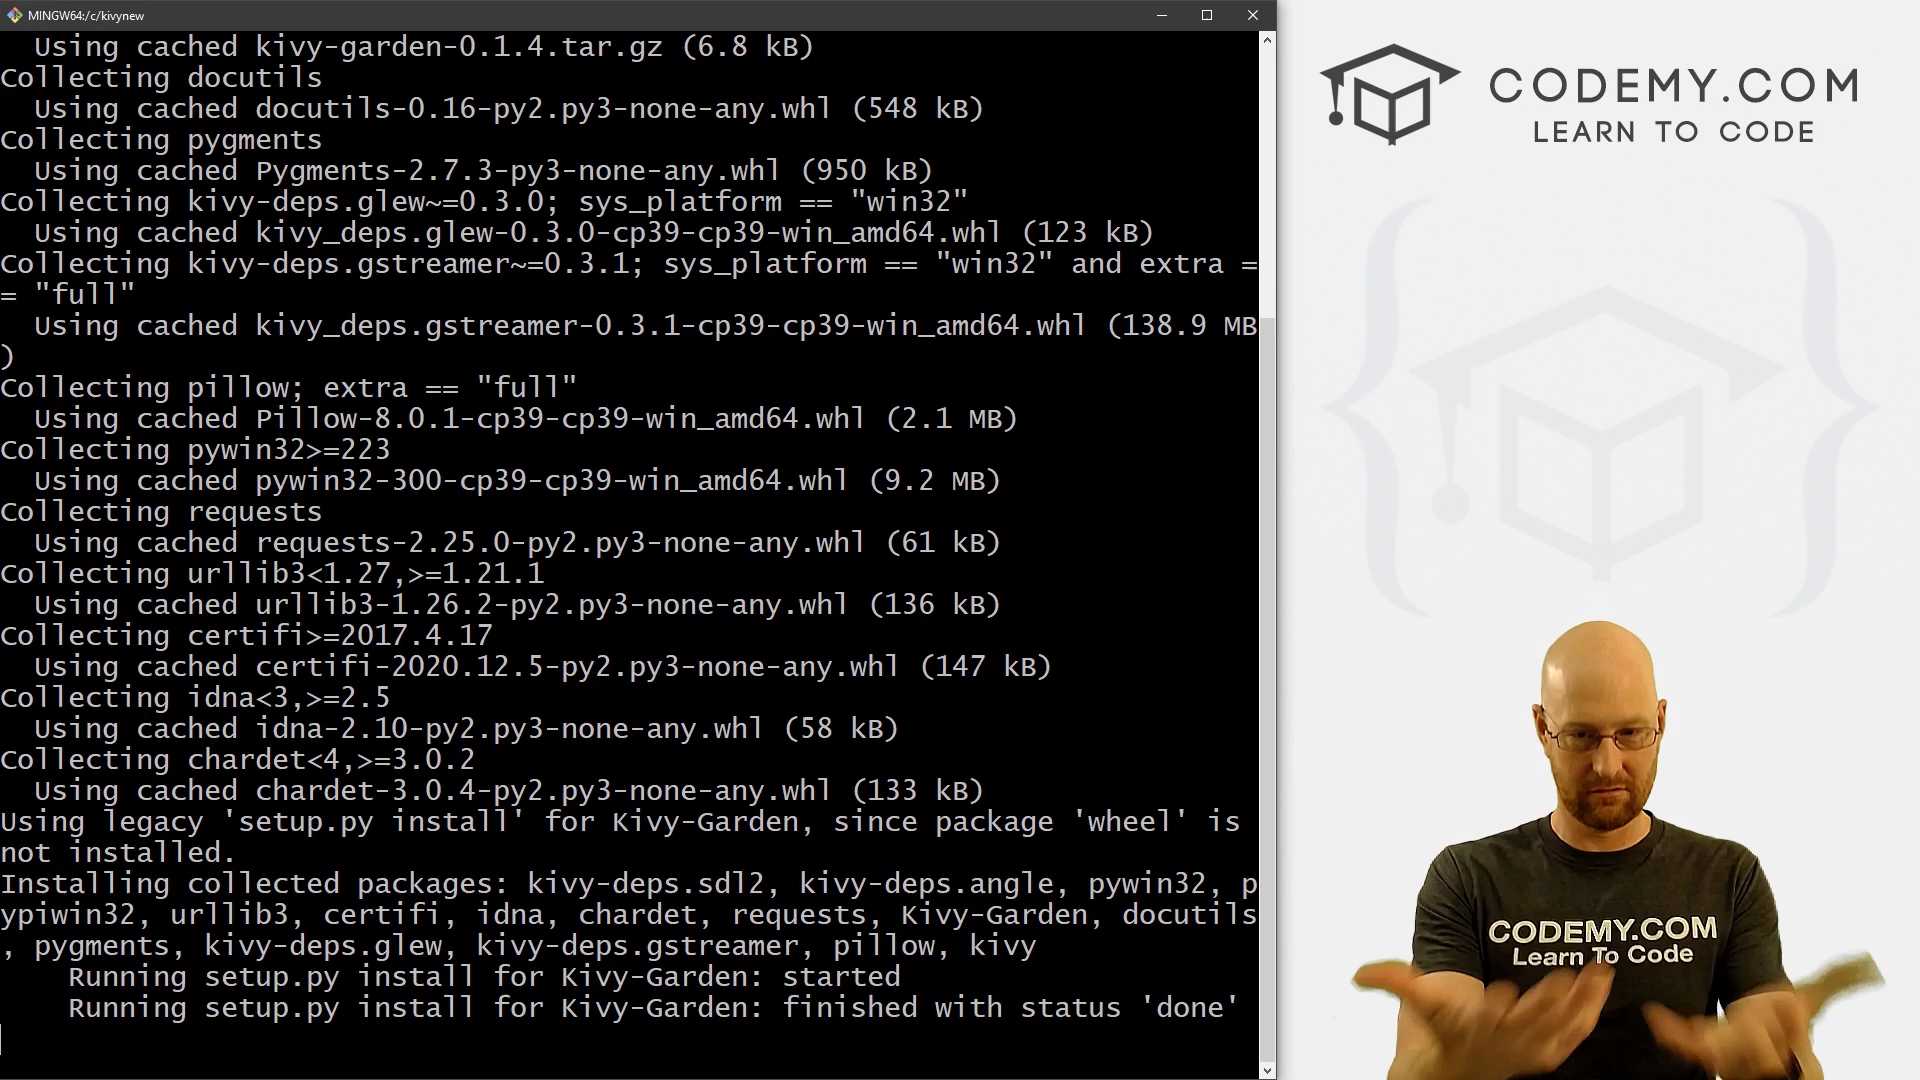 MINGW64:/c/kivynew
Using cached kivy-garden-0.1.4.tar.gz (6.8 kB)
Collecting docutils
Using cached docutils-0.16-py2.py3-none-any.whl (548 kB)
Collecting pygments
Using cached Pygments-2.7.3-py3-none-any.whl (950 kB)
Collecting kivy-deps.glew~=0.3.0; sys_platform == "win32"
Using cached kivy_deps.glew-0.3.0-cp39-cp39-win_amd64.whl (123 kB)
Collecting kivy-deps.gstreamer~=0.3.1; sys_platform == "win32" and extra =
= "full"
Using cached kivy_deps.gstreamer-0.3.1-cp39-cp39-win_amd64.whl (138.9 MB
)
Collecting pillow; extra == "full"
Using cached Pillow-8.0.1-cp39-cp39-win_amd64.whl (2.1 MB)
Collecting pywin32>=223
Using cached pywin32-300-cp39-cp39-win_amd64.whl (9.2 MB)
Collecting requests
Using cached requests-2.25.0-py2.py3-none-any.whl (61 kB)
Collecting urllib3<1.27,>=1.21.1
Using cached urllib3-1.26.2-py2.py3-none-any.whl (136 kB)
Collecting certifi>=2017.4.17
Using cached certifi-2020.12.5-py2.py3-none-any.whl (147 kB)
Collecting idna<3,>=2.5
Using cached idna-2.10-py2.py3-none-any.whl (58 kB)
Collecting chardet<4,>=3.0.2
Using cached chardet-3.0.4-py2.py3-none-any.whl (133 kB)
Using legacy 'setup.py install' for Kivy-Garden, since package 'wheel' is
not installed.
Installing collected packages: kivy-deps.sdl2, kivy-deps.angle, pywin32, p
ypiwin32, urllib3, certifi, idna, chardet, requests, Kivy-Garden, docutils
, pygments, kivy-deps.glew, kivy-deps.gstreamer, pillow, kivy
Running setup.py install for Kivy-Garden: started
Running setup.py install for Kivy-Garden: finished with status 'done'
CODEMY.COM
LEARN TO CODE
CODEMY.COM
Learn To Code